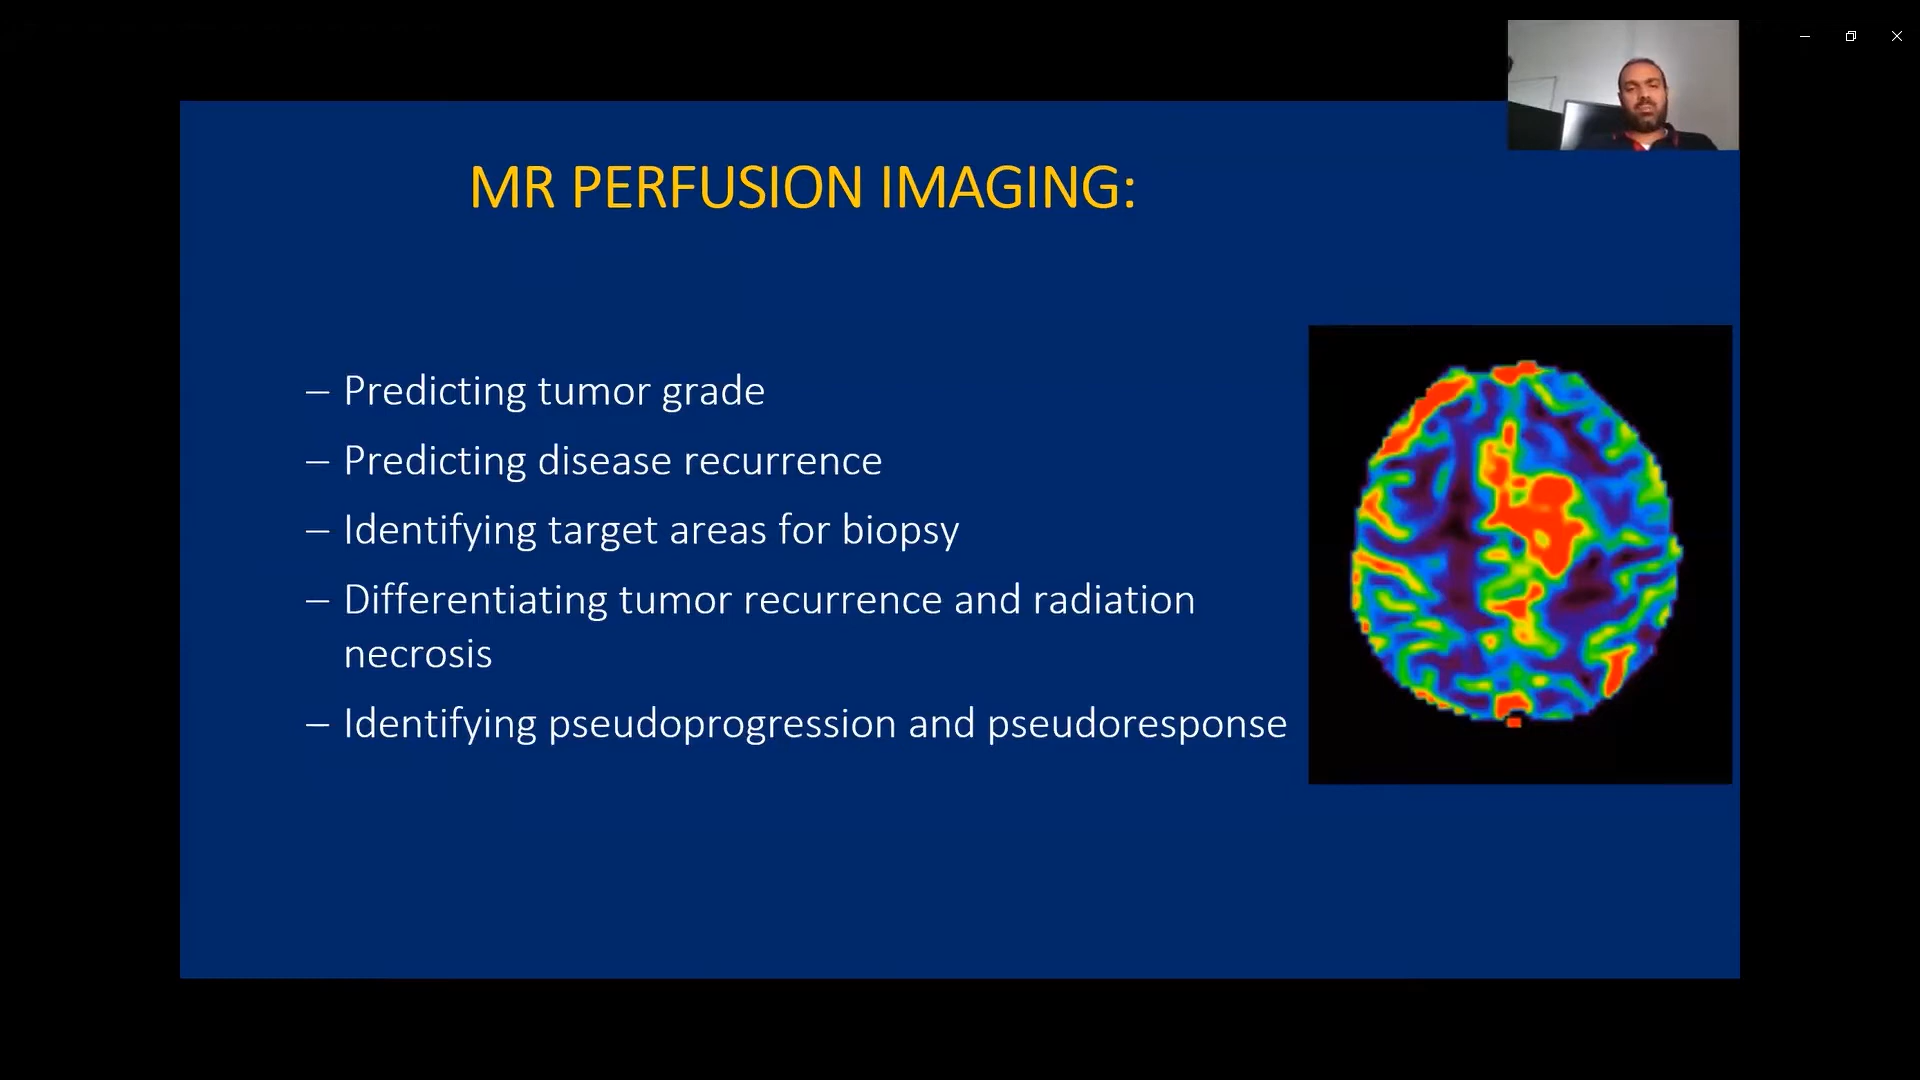 MR PERFUSION IMAGING:
– Predicting tumor grade
– Predicting disease recurrence
– Identifying target areas for biopsy
– Differentiating tumor recurrence and radiation
necrosis
– Identifying pseudoprogression and pseudoresponse